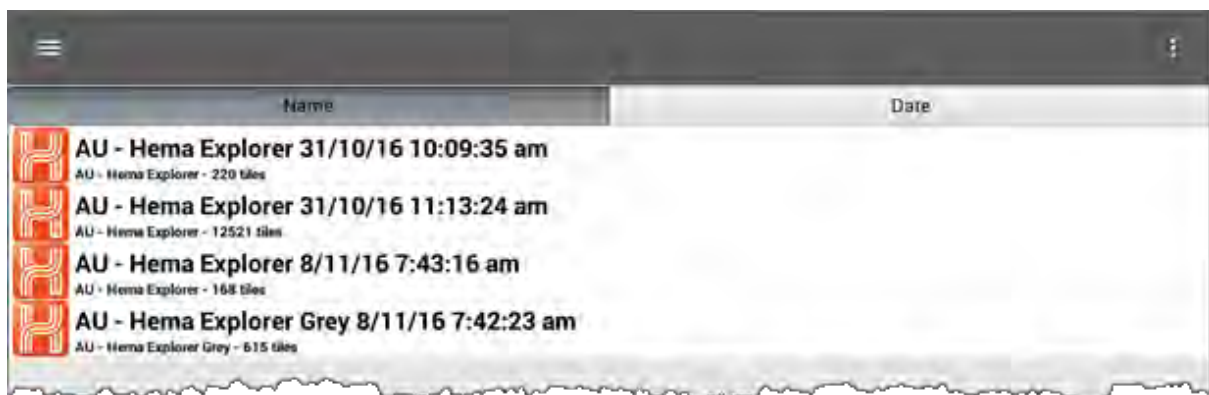 Name
Date
AU - Hema Explorer 31/10/16 10:09:35 am
AU - Hema Explorer - 220 tiles
AU - Hema Explorer 31/10/16 11:13:24 am
AU - Hema Explorer - 12521 tiles
AU - Hema Explorer 8/11/16 7:43:16 am
AU - Hema Explorer - 168 tiles
AU - Hema Explorer Grey 8/11/16 7:42:23 am
AU - Hema Explorer Grey - 615 tiles